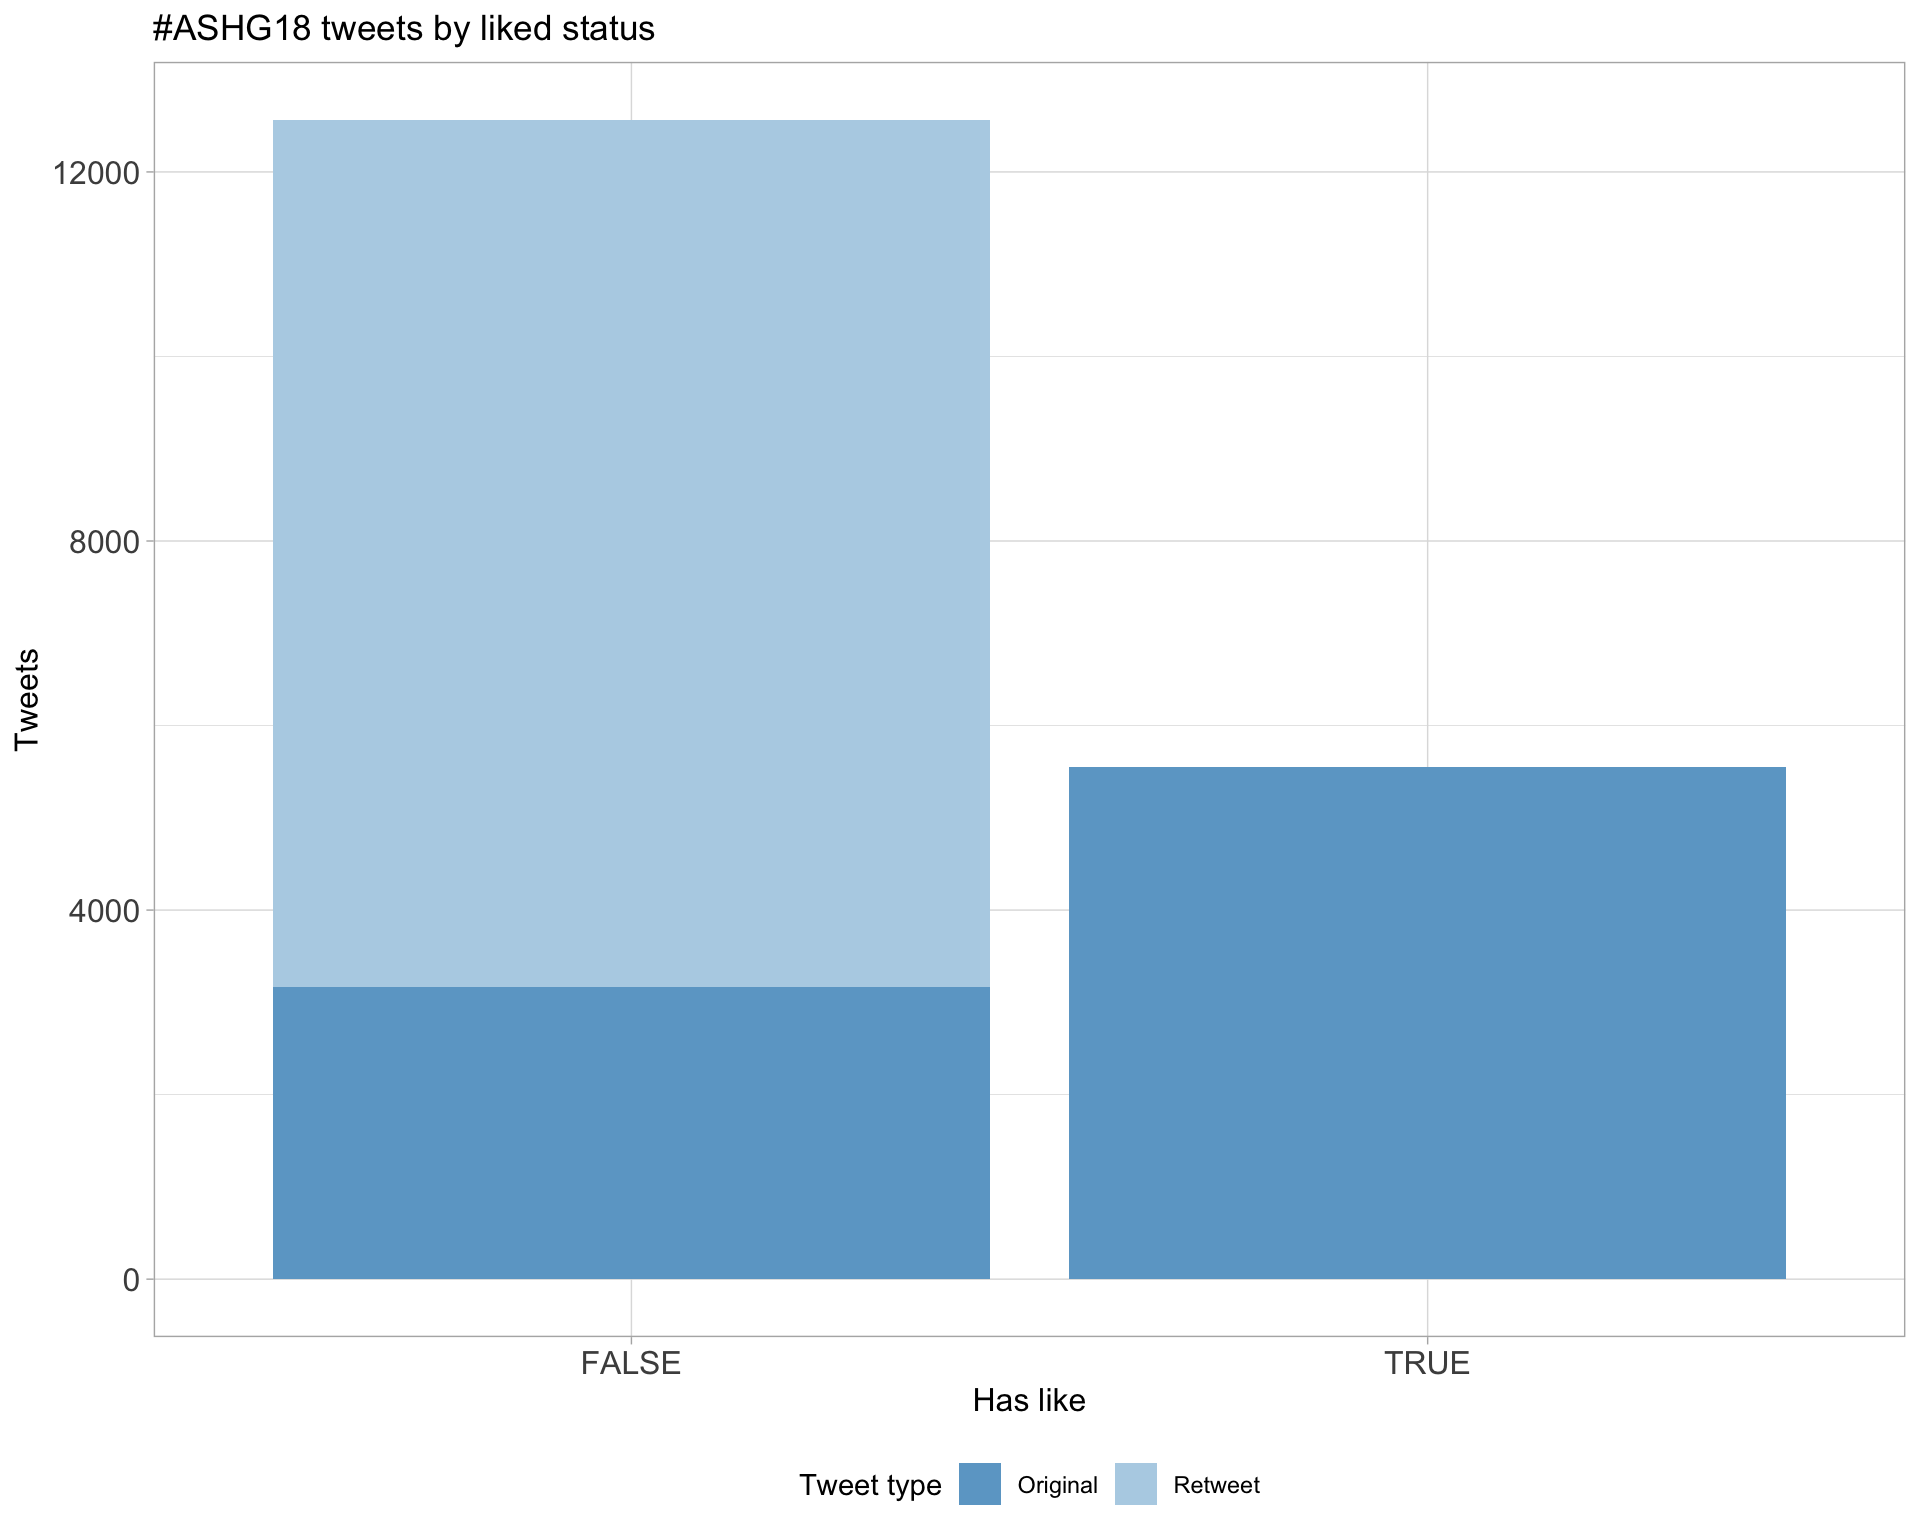 #ASHG18 tweets by liked status
12000
8000
4000
0
Tweets
FALSE
TRUE
Has like
Tweet type
Original
Retweet